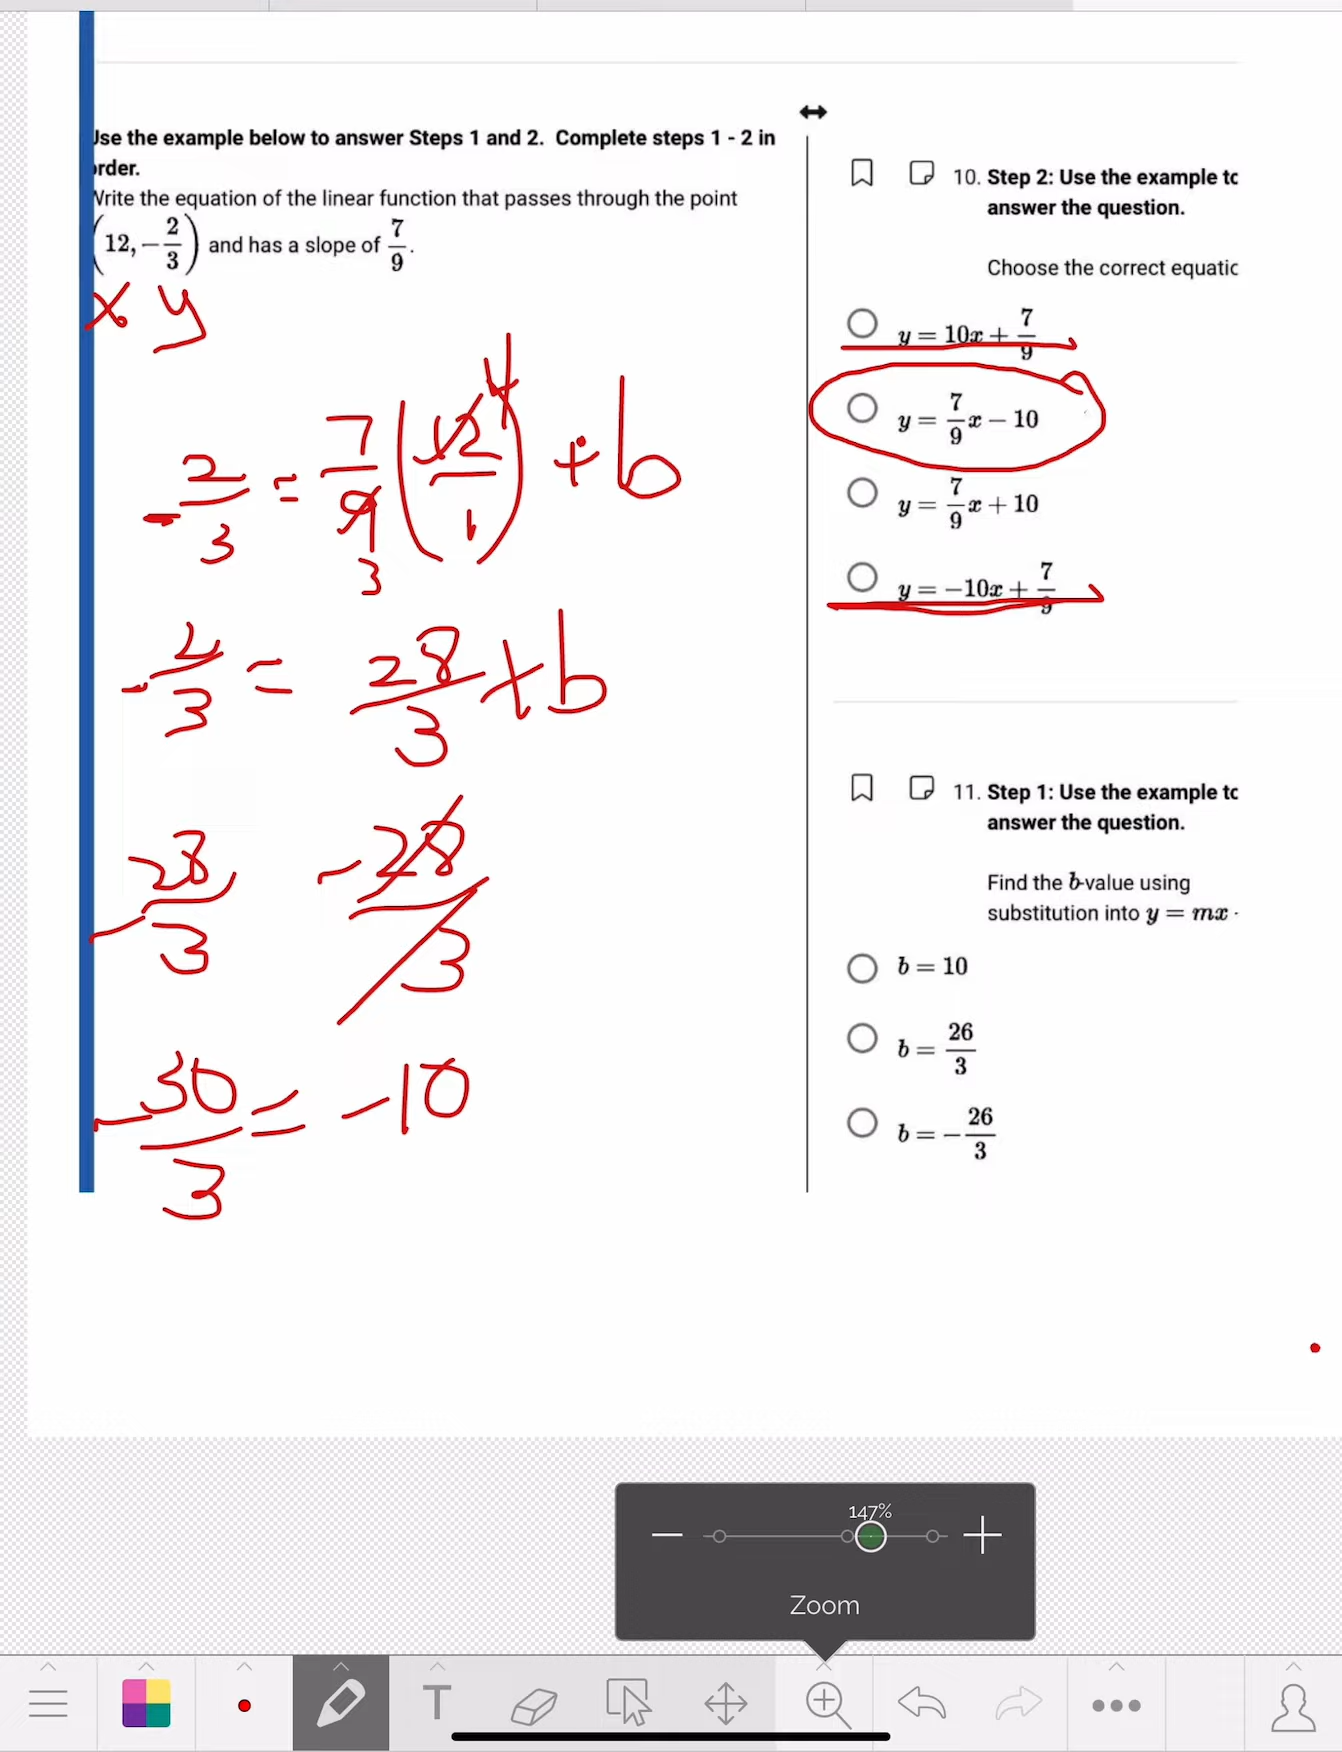 Use the example below to answer Steps 1 and 2. Complete steps 1 - 2 in
order.
Write the equation of the linear function that passes through the point
(12, -2/3) and has a slope of 7/9.
x y
-2/3 = 7/9 (12/1) + b
4
3
-2/3 = 28/3 + b
-28/3 -28/3
-30/3 = -10
10. Step 2: Use the example to
answer the question.
Choose the correct equatic
y = 10x + 7/9
y = 7/9 x - 10
y = 7/9 x + 10
y = -10x + 7/9
11. Step 1: Use the example to
answer the question.
Find the b-value using
substitution into y = mx
b = 10
b = 26/3
b = -26/3
147%
Zoom
T